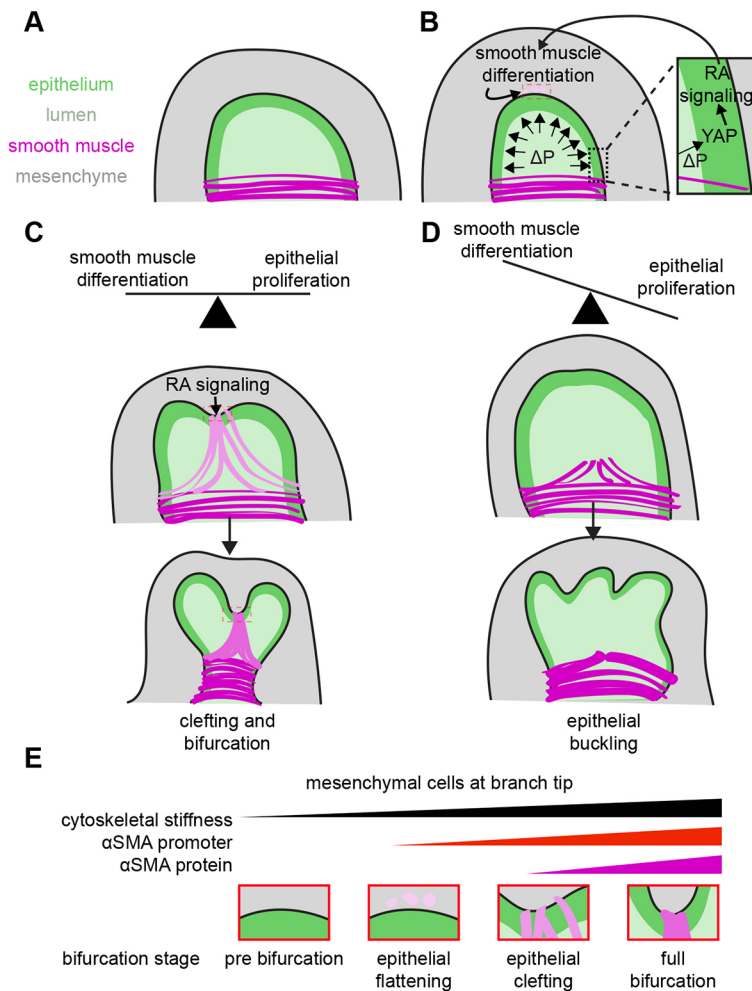 A
epithelium
lumen
smooth muscle
mesenchyme
B
smooth muscle
differentiation
ΔP
RA
signaling
YAP
ΔP
C
smooth muscle
differentiation
epithelial
proliferation
RA signaling
clefting and
bifurcation
D
smooth muscle
differentiation
epithelial
proliferation
epithelial
buckling
E
mesenchymal cells at branch tip
cytoskeletal stiffness
αSMA promoter
αSMA protein
bifurcation stage
pre bifurcation
epithelial
flattening
epithelial
clefting
full
bifurcation